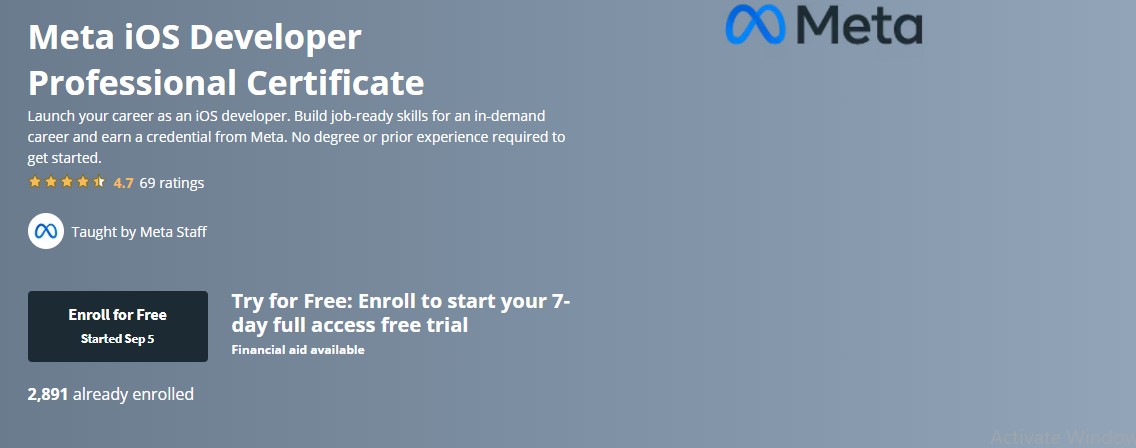 Meta
Meta iOS Developer
Professional Certificate
Launch your career as an iOS developer. Build job-ready skills for an in-demand
career and earn a credential from Meta. No degree or prior experience required to
get started.
4.7 69 ratings
Taught by Meta Staff
Enroll for Free
Started Sep 5
Try for Free: Enroll to start your 7-
day full access free trial
Financial aid available
2,891 already enrolled
Activate Window